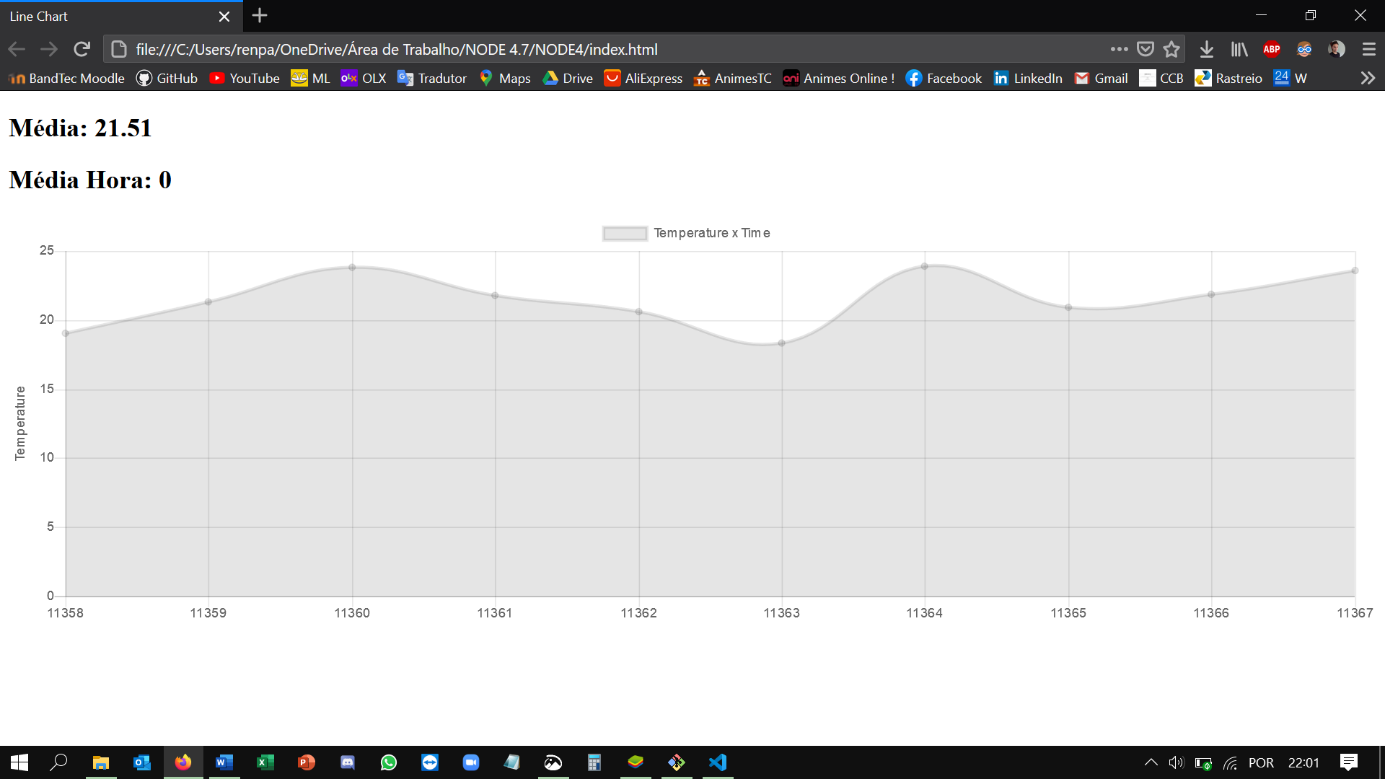 Line Chart
file:///C:/Users/renpa/OneDrive/Área de Trabalho/NODE 4.7/NODE4/index.html
ABP
BandTec Moodle GitHub YouTube ML OLX Tradutor Maps Drive AliExpress AnimesTC Animes Online ! Facebook LinkedIn Gmail CCB Rastreio 24 W
Média: 21.51
Média Hora: 0
Temperature x Time
25
20
15
10
5
0
Temperature
11358 11359 11360 11361 11362 11363 11364 11365 11366 11367
POR 22:01